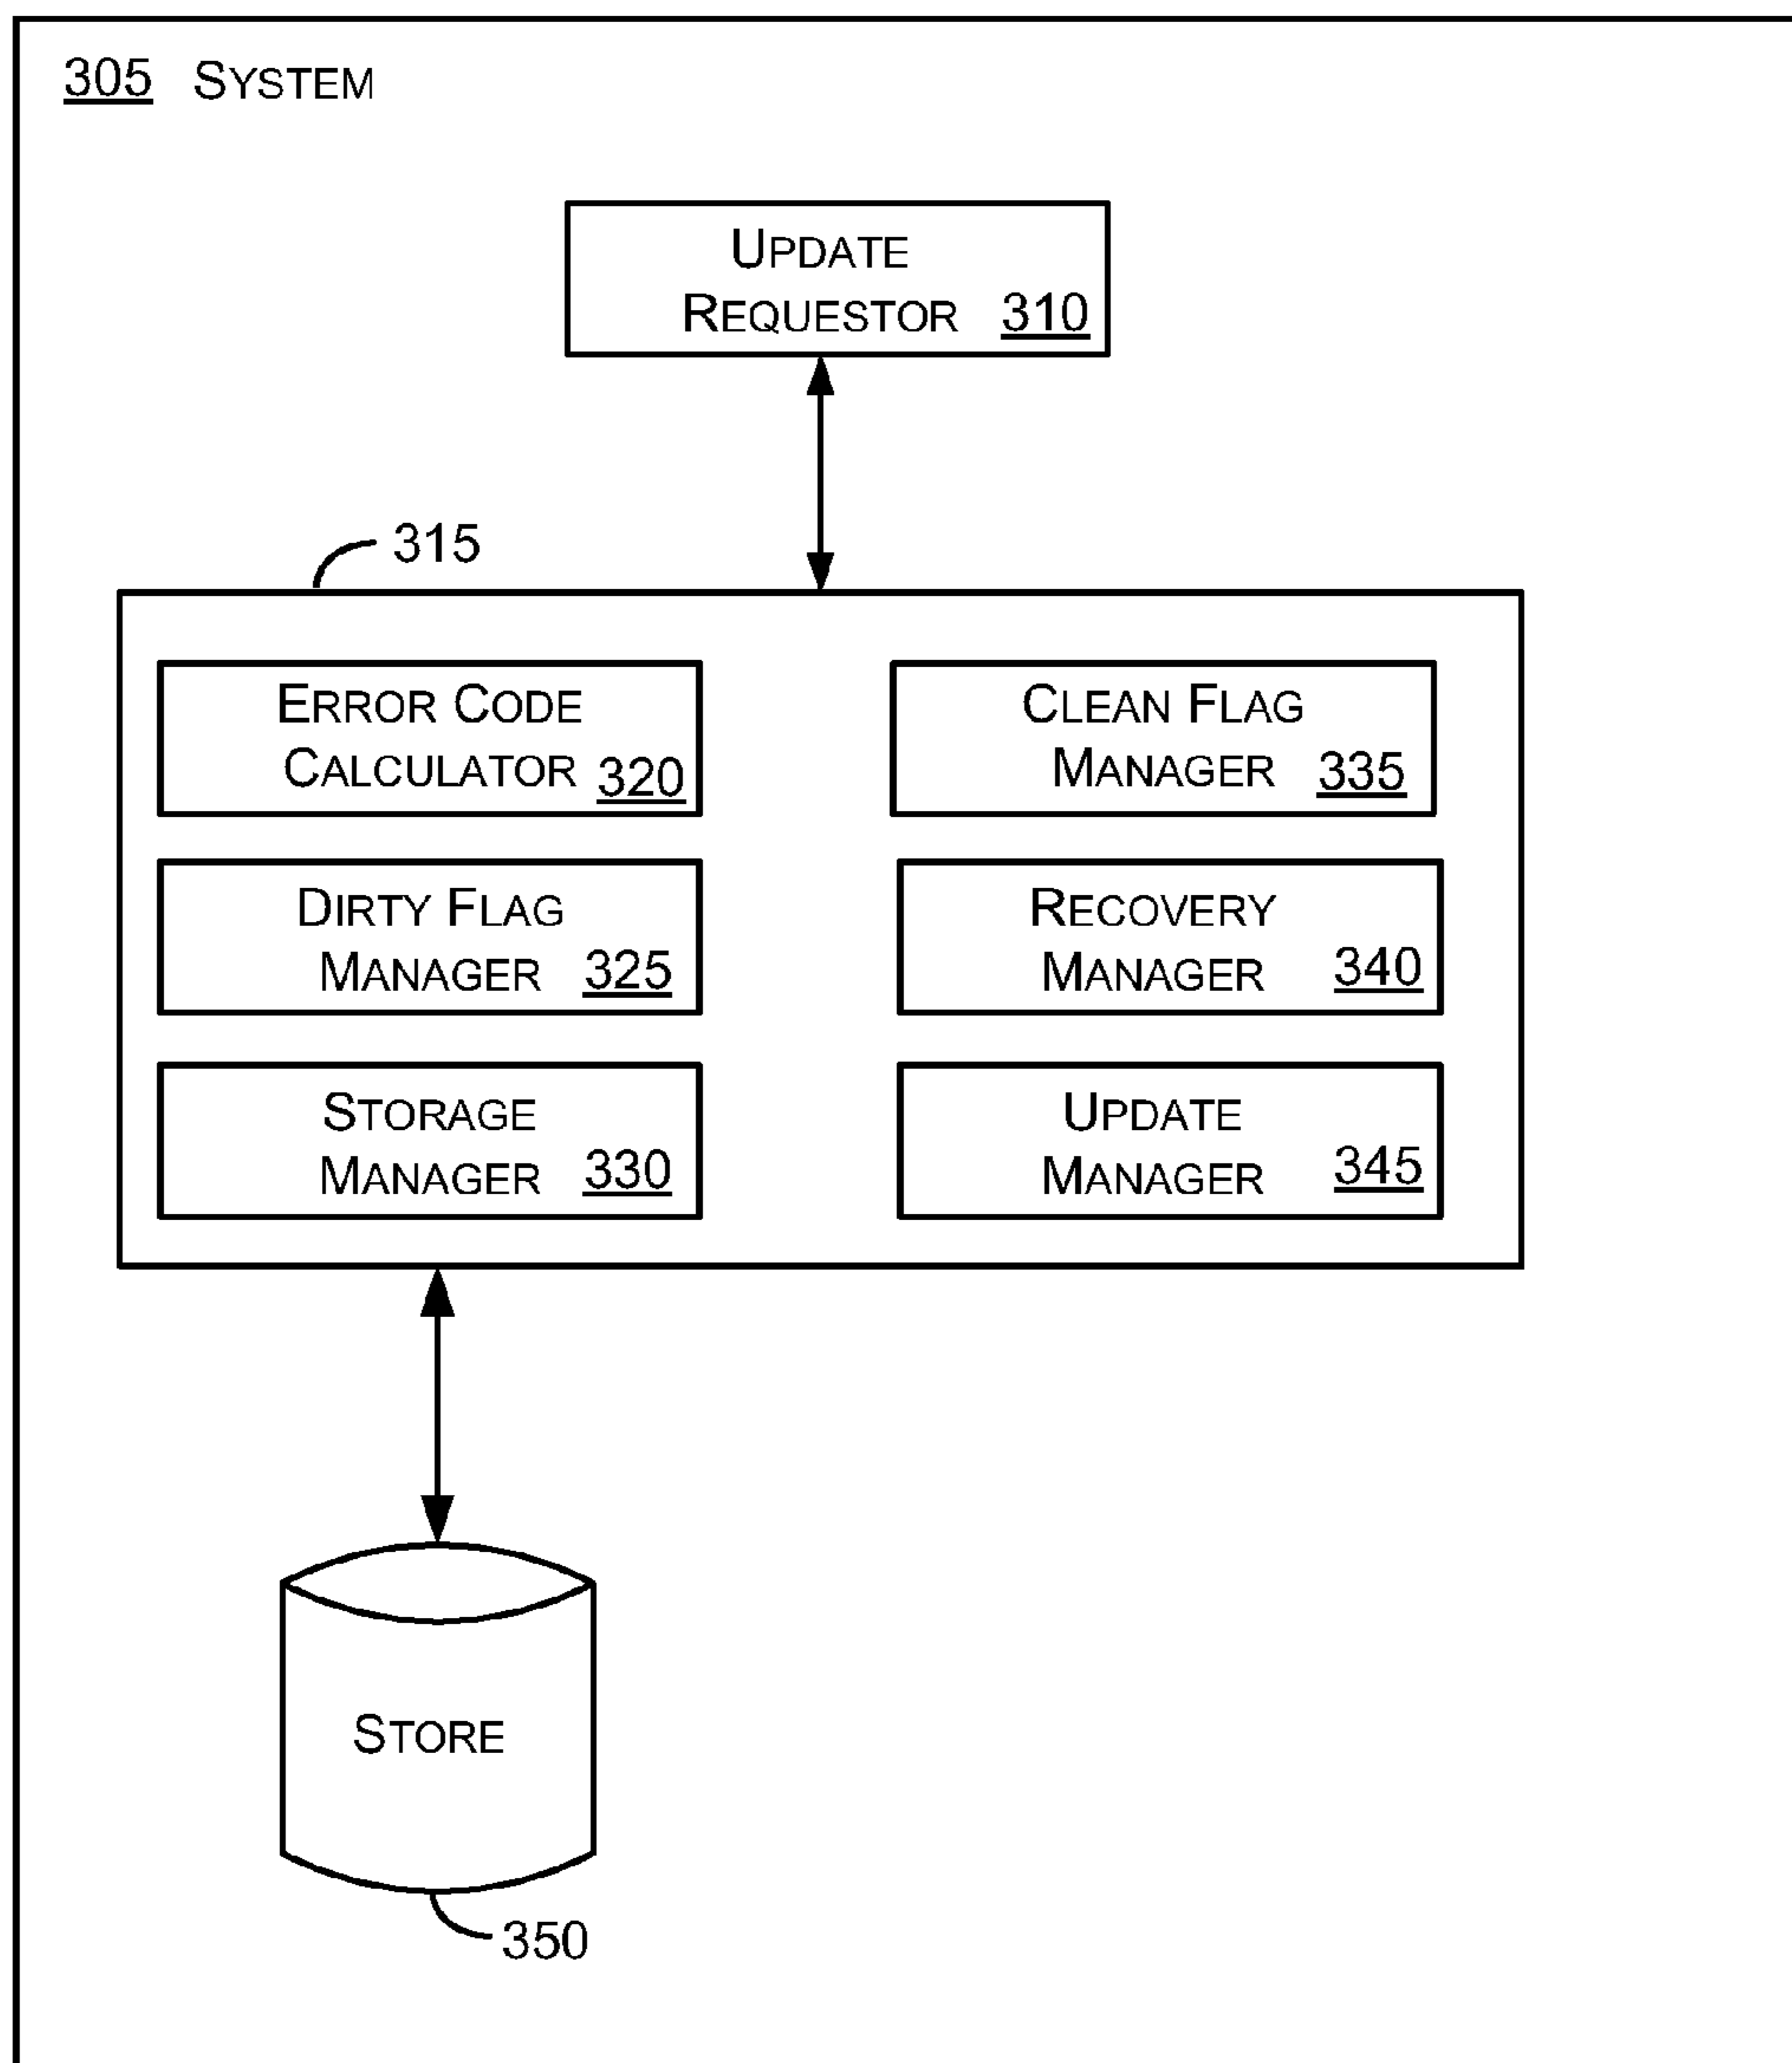 305 SYSTEM
UPDATE
REQUESTOR 310
315
ERROR CODE
CALCULATOR 320
CLEAN FLAG
MANAGER 335
DIRTY FLAG
MANAGER 325
RECOVERY
MANAGER 340
STORAGE
MANAGER 330
UPDATE
MANAGER 345
STORE
350